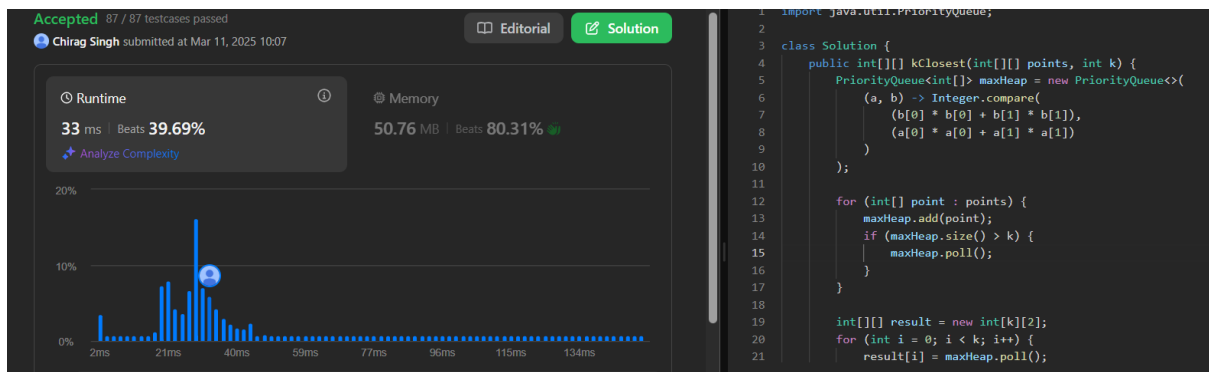 Accepted 87 / 87 testcases passed
Chirag Singh submitted at Mar 11, 2025 10:07
Editorial
Solution
Runtime
33 ms | Beats 39.69%
Analyze Complexity
Memory
50.76 MB | Beats 80.31%
20%
10%
0%
2ms 21ms 40ms 59ms 77ms 96ms 115ms 134ms
1 import java.util.PriorityQueue;
2
3 class Solution {
4 public int[][] kClosest(int[][] points, int k) {
5 PriorityQueue<int[]> maxHeap = new PriorityQueue<>(
6 (a, b) -> Integer.compare(
7 (b[0] * b[0] + b[1] * b[1]),
8 (a[0] * a[0] + a[1] * a[1])
9 )
10 );
11
12 for (int[] point : points) {
13 maxHeap.add(point);
14 if (maxHeap.size() > k) {
15 maxHeap.poll();
16 }
17 }
18
19 int[][] result = new int[k][2];
20 for (int i = 0; i < k; i++) {
21 result[i] = maxHeap.poll();